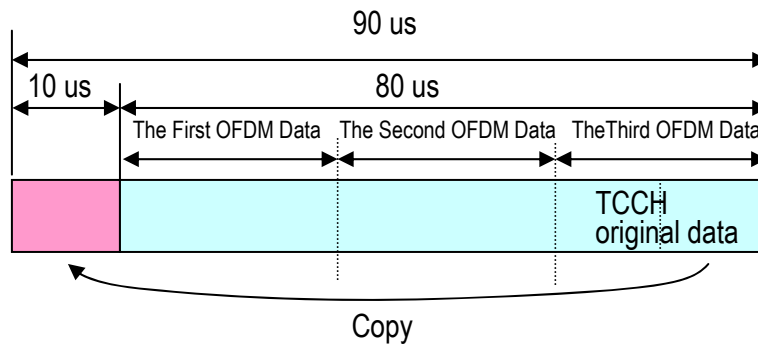 90 us
10 us
80 us
The First OFDM Data
The Second OFDM Data
TheThird OFDM Data
TCCH
original data
Copy